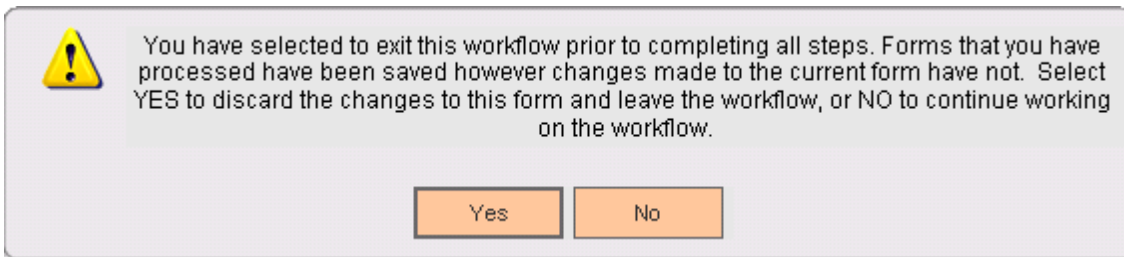 You have selected to exit this workflow prior to completing all steps. Forms that you have
processed have been saved however changes made to the current form have not.  Select
YES to discard the changes to this form and leave the workflow, or NO to continue working
on the workflow.
Yes
No